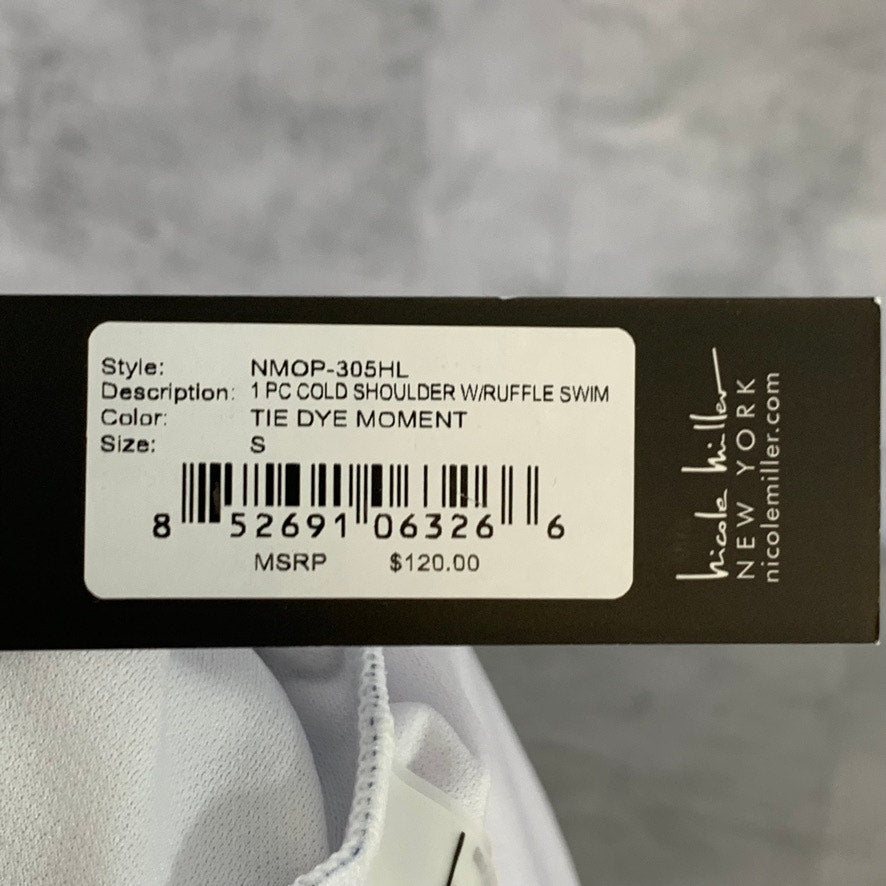 Style: NMOP-305HL
Description: 1 PC COLD SHOULDER W/RUFFLE SWIM
Color: TIE DYE MOMENT
Size: S
8 52691 06326 6
MSRP $120.00
nicole miller
NEW YORK
nicolemiller.com